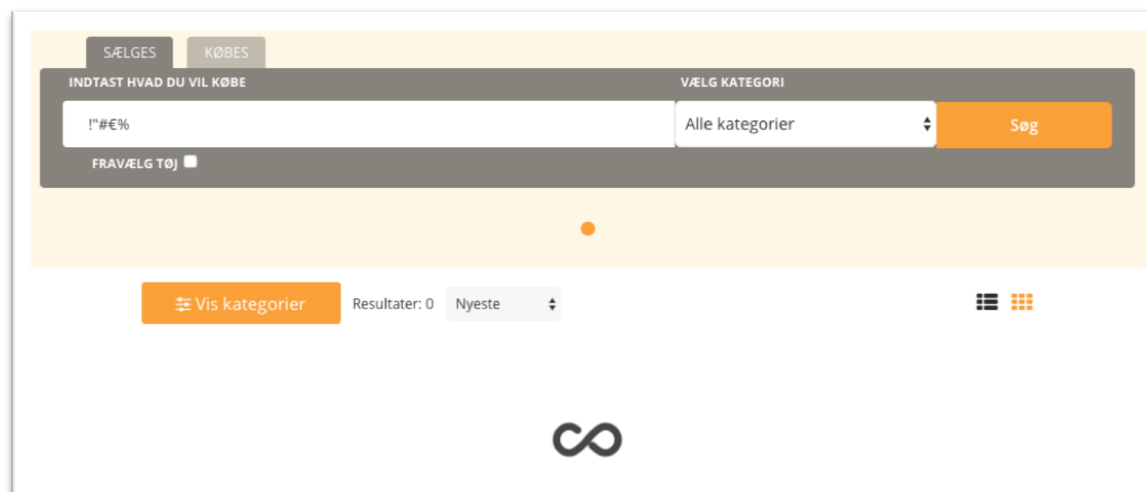 SÆLGES KØBES
INDTAST HVAD DU VIL KØBE VÆLG KATEGORI
!"#€% Alle kategorier Søg
FRAVÆLG TØJ
Vis kategorier Resultater: 0 Nyeste